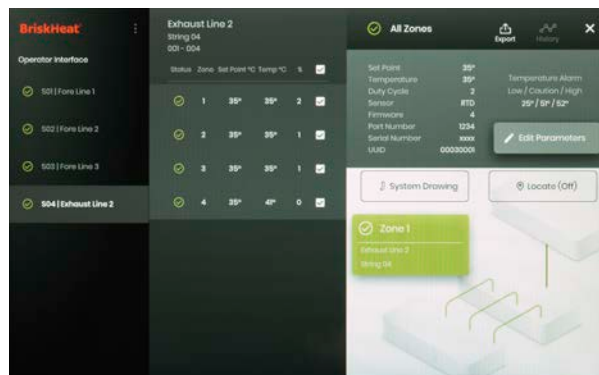 BriskHeat
Operator Interface
501 | Fore Line 1
502 | Fore Line 2
503 | Fore Line 3
504 | Exhaust Line 2
Exhaust Line 2
String 04
001 - 004
Status Zone Set Point °C Temp °C %
1 35° 35° 2
2 35° 35° 1
3 35° 35° 1
4 35° 41° 0
All Zones
Export
History
Set Point 35°
Temperature 35°
Duty Cycle 2
Sensor RTD
Firmware 4
Port Number 1234
Serial Number xxxx
UUID 00030001
Temperature Alarm
Low / Caution / High
25° / 51° / 52°
Edit Parameters
System Drawing
Locate (Off)
Zone 1
Exhaust Line 2
String 04